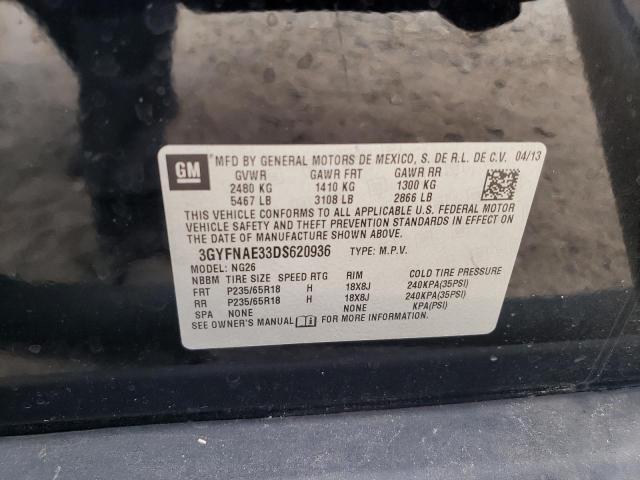 GM
MFD BY GENERAL MOTORS DE MEXICO, S. DE R.L. DE C.V. 04/13
GVWR GAWR FRT GAWR RR
2480 KG 1410 KG 1300 KG
5467 LB 3108 LB 2866 LB
THIS VEHICLE CONFORMS TO ALL APPLICABLE U.S. FEDERAL MOTOR
VEHICLE SAFETY AND THEFT PREVENTION STANDARDS IN EFFECT
ON THE DATE OF MANUFACTURE SHOWN ABOVE.
3GYFNAE33DS620936 TYPE: M.P.V.
MODEL: NG26
NBBM TIRE SIZE SPEED RTG RIM COLD TIRE PRESSURE
FRT P235/65R18 H 18X8J 240KPA(35PSI)
RR P235/65R18 H 18X8J 240KPA(35PSI)
SPA NONE NONE KPA(PSI)
SEE OWNER'S MANUAL FOR MORE INFORMATION.